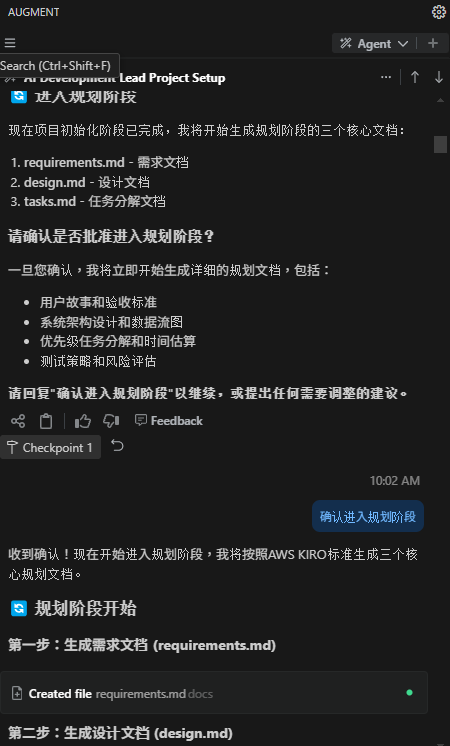 AUGMENT
Agent
Search (Ctrl+Shift+F)
AI Development Lead Project Setup
进入规划阶段
现在项目初始化阶段已完成，我将开始生成规划阶段的三个核心文档：
1. requirements.md - 需求文档
2. design.md - 设计文档
3. tasks.md - 任务分解文档
请确认是否批准进入规划阶段？
一旦您确认，我将立即开始生成详细的规划文档，包括：
• 用户故事和验收标准
• 系统架构设计和数据流图
• 优先级任务分解和时间估算
• 测试策略和风险评估
请回复"确认进入规划阶段"以继续，或提出任何需要调整的建议。
Feedback
Checkpoint 1
10:02 AM
确认进入规划阶段
收到确认！现在开始进入规划阶段，我将按照AWS KIRO标准生成三个核
心规划文档。
规划阶段开始
第一步：生成需求文档 (requirements.md)
Created file requirements.md docs
第二步：生成设计文档 (design.md)